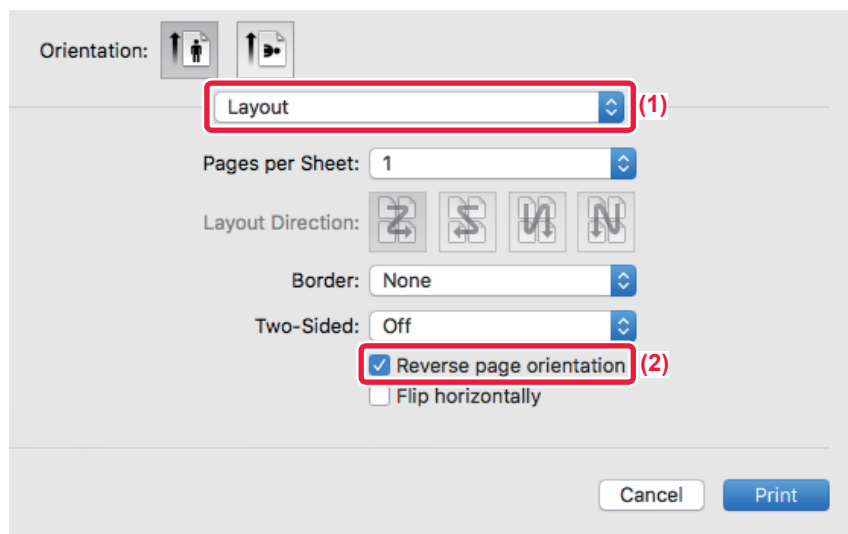 Orientation:
Layout
(1)
Pages per Sheet: 1
Layout Direction:
Border: None
Two-Sided: Off
Reverse page orientation
(2)
Flip horizontally
Cancel Print